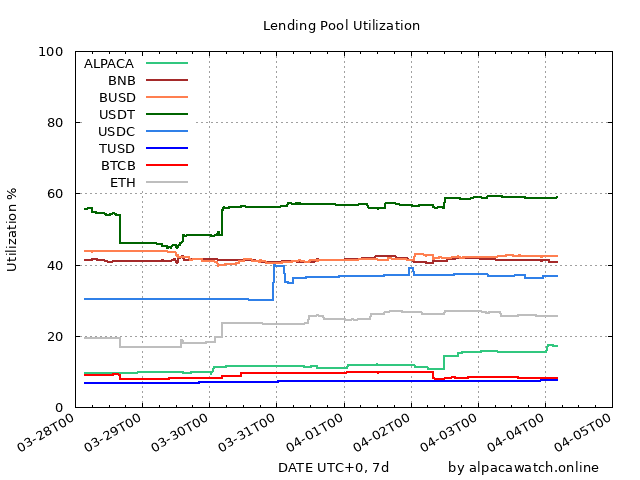 Lending Pool Utilization
100
80
60
40
20
0
Utilization %
ALPACA
BNB
BUSD
USDT
USDC
TUSD
BTCB
ETH
03-28T00
03-29T00
03-30T00
03-31T00
04-01T00
04-02T00
04-03T00
04-04T00
04-05T00
DATE UTC+0, 7d
by alpacawatch.online